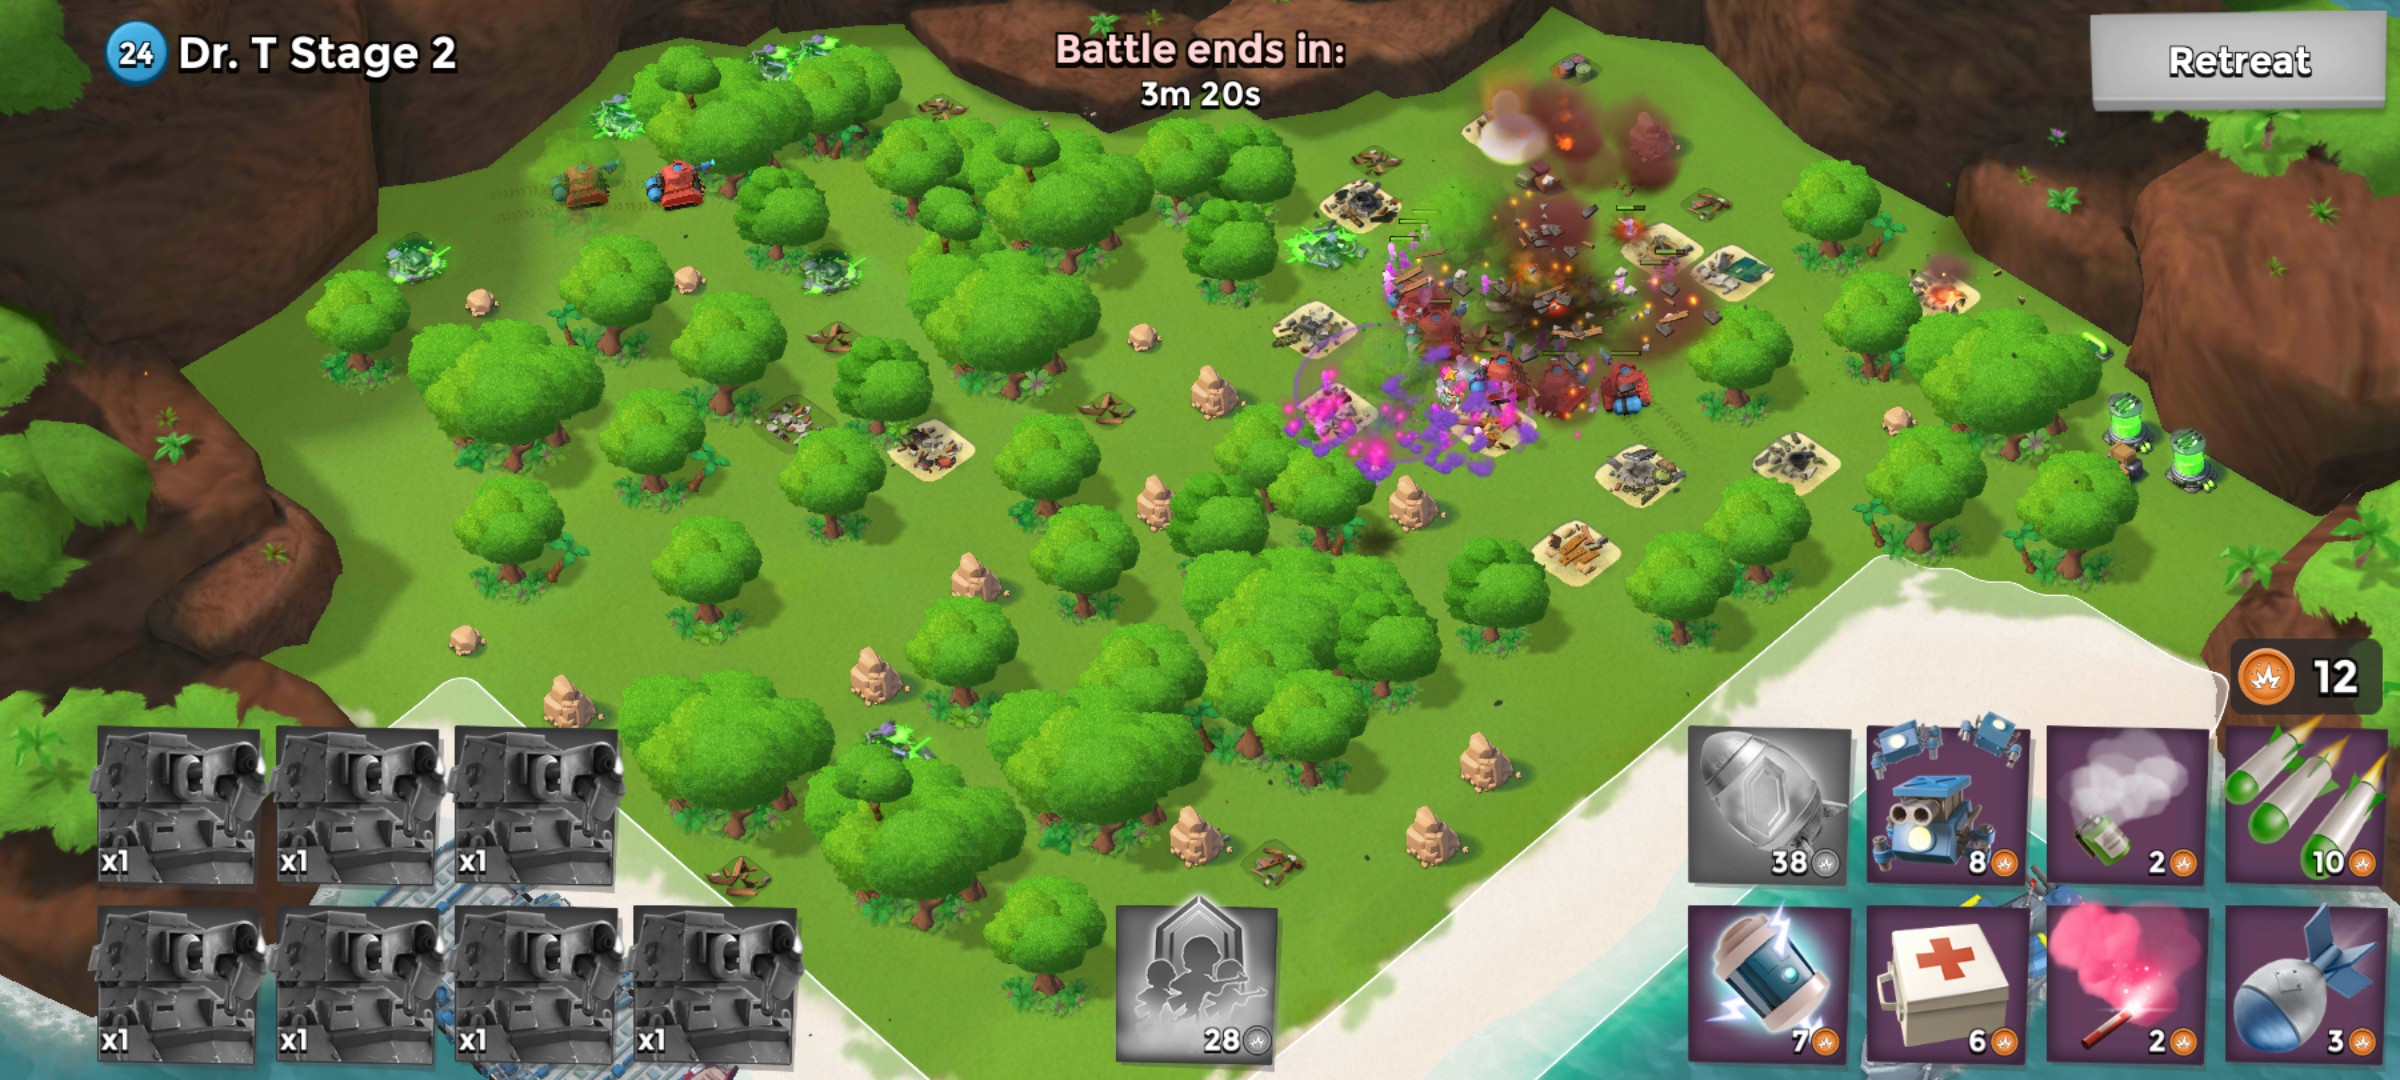 24 Dr. T Stage 2
Battle ends in:
3m 20s
Retreat
12
x1 x1 x1
38 8 2 10
x1 x1 x1 x1
28
7 6 2 3